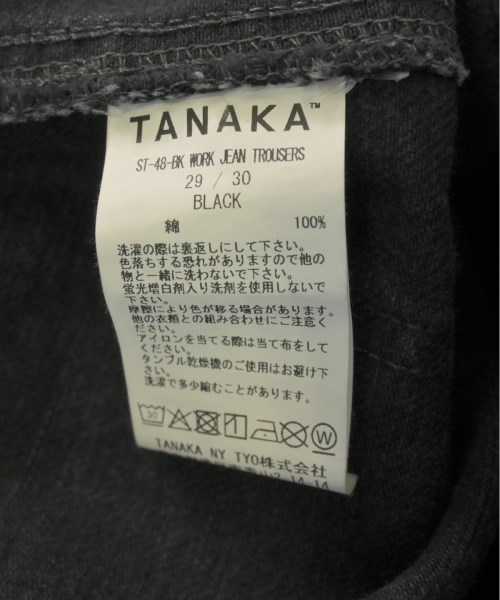 TANAKA™
ST-48-BK WORK JEAN TROUSERS
29 / 30
BLACK
綿 100%
洗濯の際は裏返しにして下さい。
色落ちする恐れがありますので他の
物と一緒に洗わないで下さい。
蛍光増白剤入り洗剤を使用しないで
下さい。
摩擦により色が移る場合があります。
他の衣類との組み合わせにご注意く
ださい。
アイロンを当てる際は当て布をして
ください。
タンブル乾燥機のご使用はお避け下
さい。
洗濯で多少縮むことがあります。
30
W
TANAKA NY TYO株式会社
2-14-14